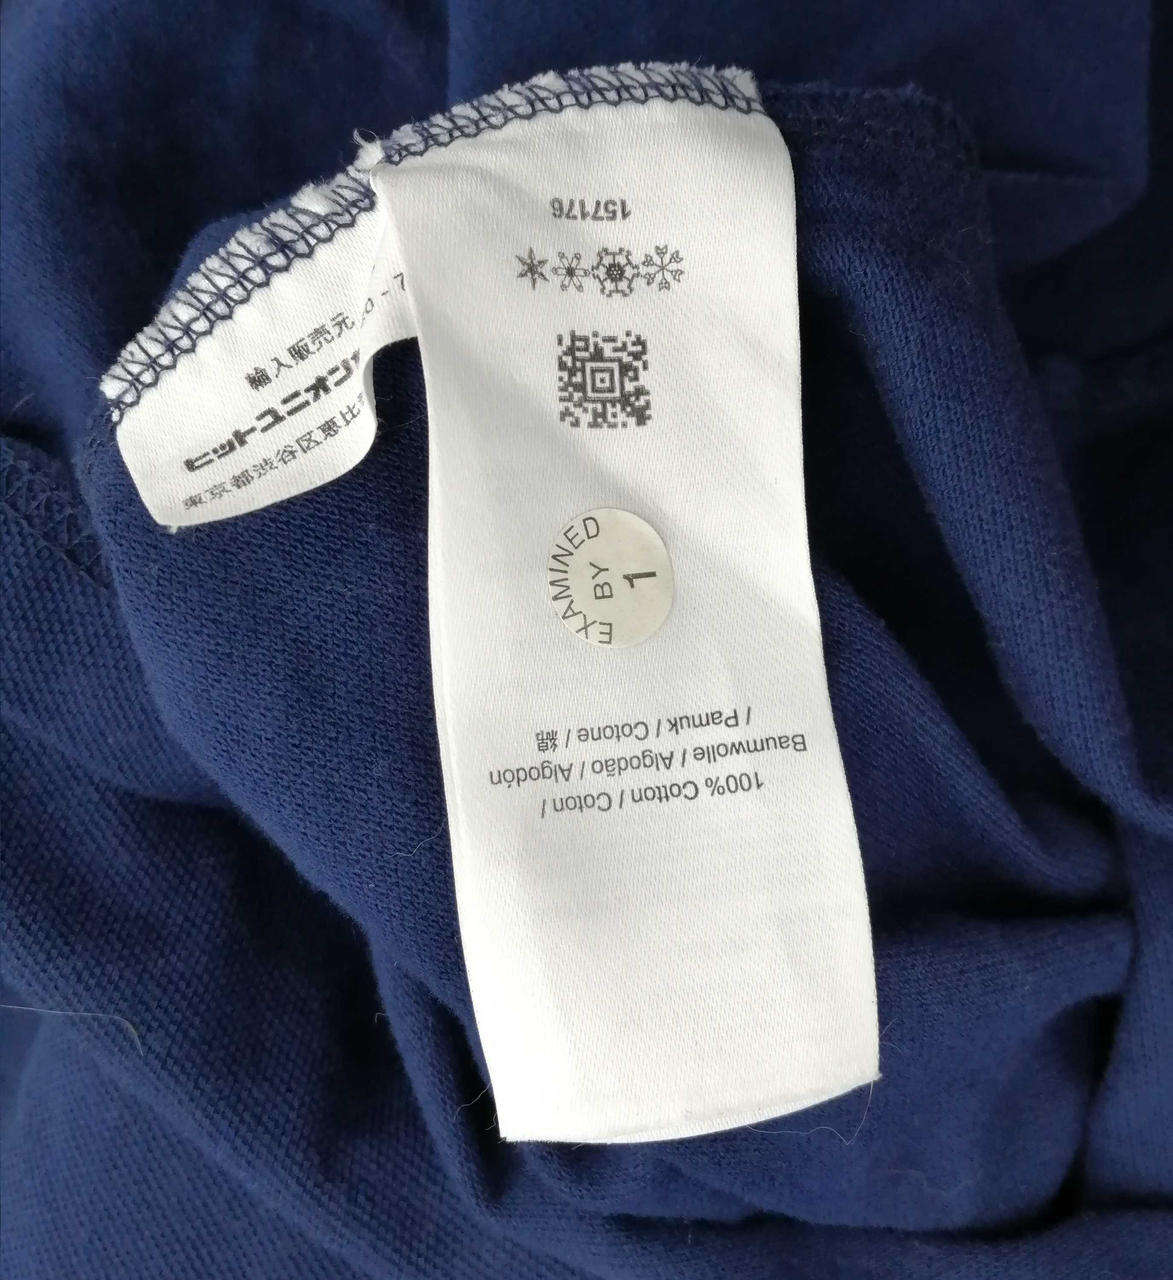 100% Cotton / Coton /
Baumwolle / Algodão / Algodón
/ Pamuk / Cotone / 綿
EXAMINED
BY
1
157176
輸入販売元
ヒットユニオン
東京都渋谷区恵比